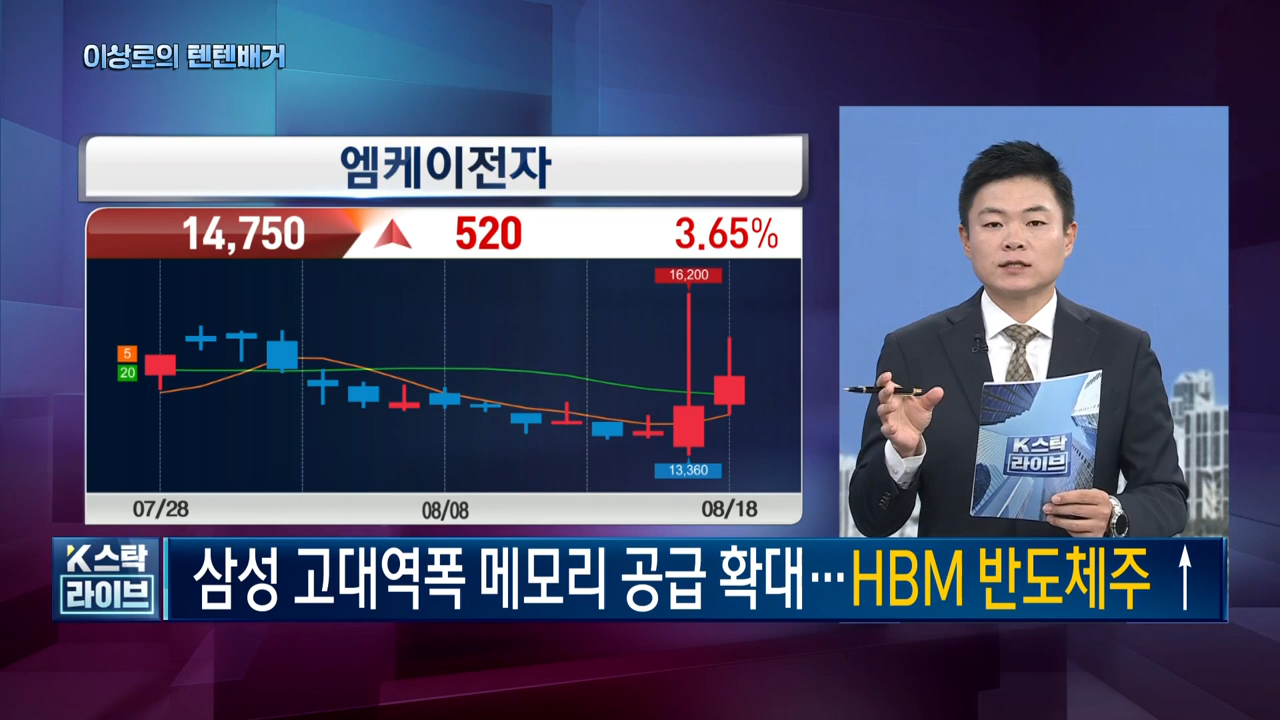 이상로의 텐텐배거
엠케이전자
14,750 520 3.65%
16,200
5
20
13,360
07/28 08/08 08/18
K스탁
라이브
K스탁
라이브
삼성 고대역폭 메모리 공급 확대…HBM 반도체주 ↑